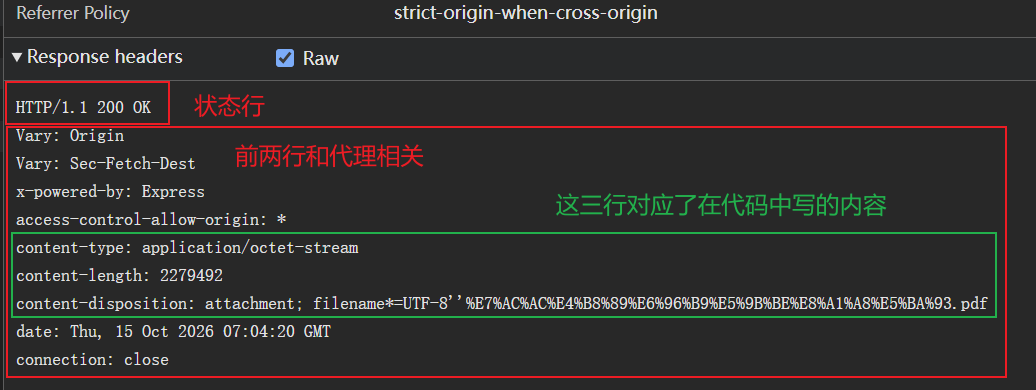 Referrer Policy strict-origin-when-cross-origin
▼ Response headers Raw
HTTP/1.1 200 OK 状态行
Vary: Origin
前两行和代理相关
Vary: Sec-Fetch-Dest
x-powered-by: Express
这三行对应了在代码中写的内容
access-control-allow-origin: *
content-type: application/octet-stream
content-length: 2279492
content-disposition: attachment; filename*=UTF-8''%E7%AC%AC%E4%B8%89%E6%96%B9%E5%9B%BE%E8%A1%A8%E5%BA%93.pdf
date: Thu, 15 Oct 2026 07:04:20 GMT
connection: close